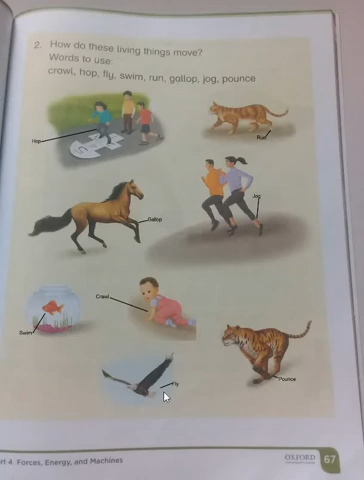 2. How do these living things move?
Words to use:
crawl, hop, fly, swim, run, gallop, jog, pounce
Hop
Run
Jog
Gallop
Crawl
Swim
Pounce
Fly
rt 4. Forces, Energy, and Machines
OXFORD
67